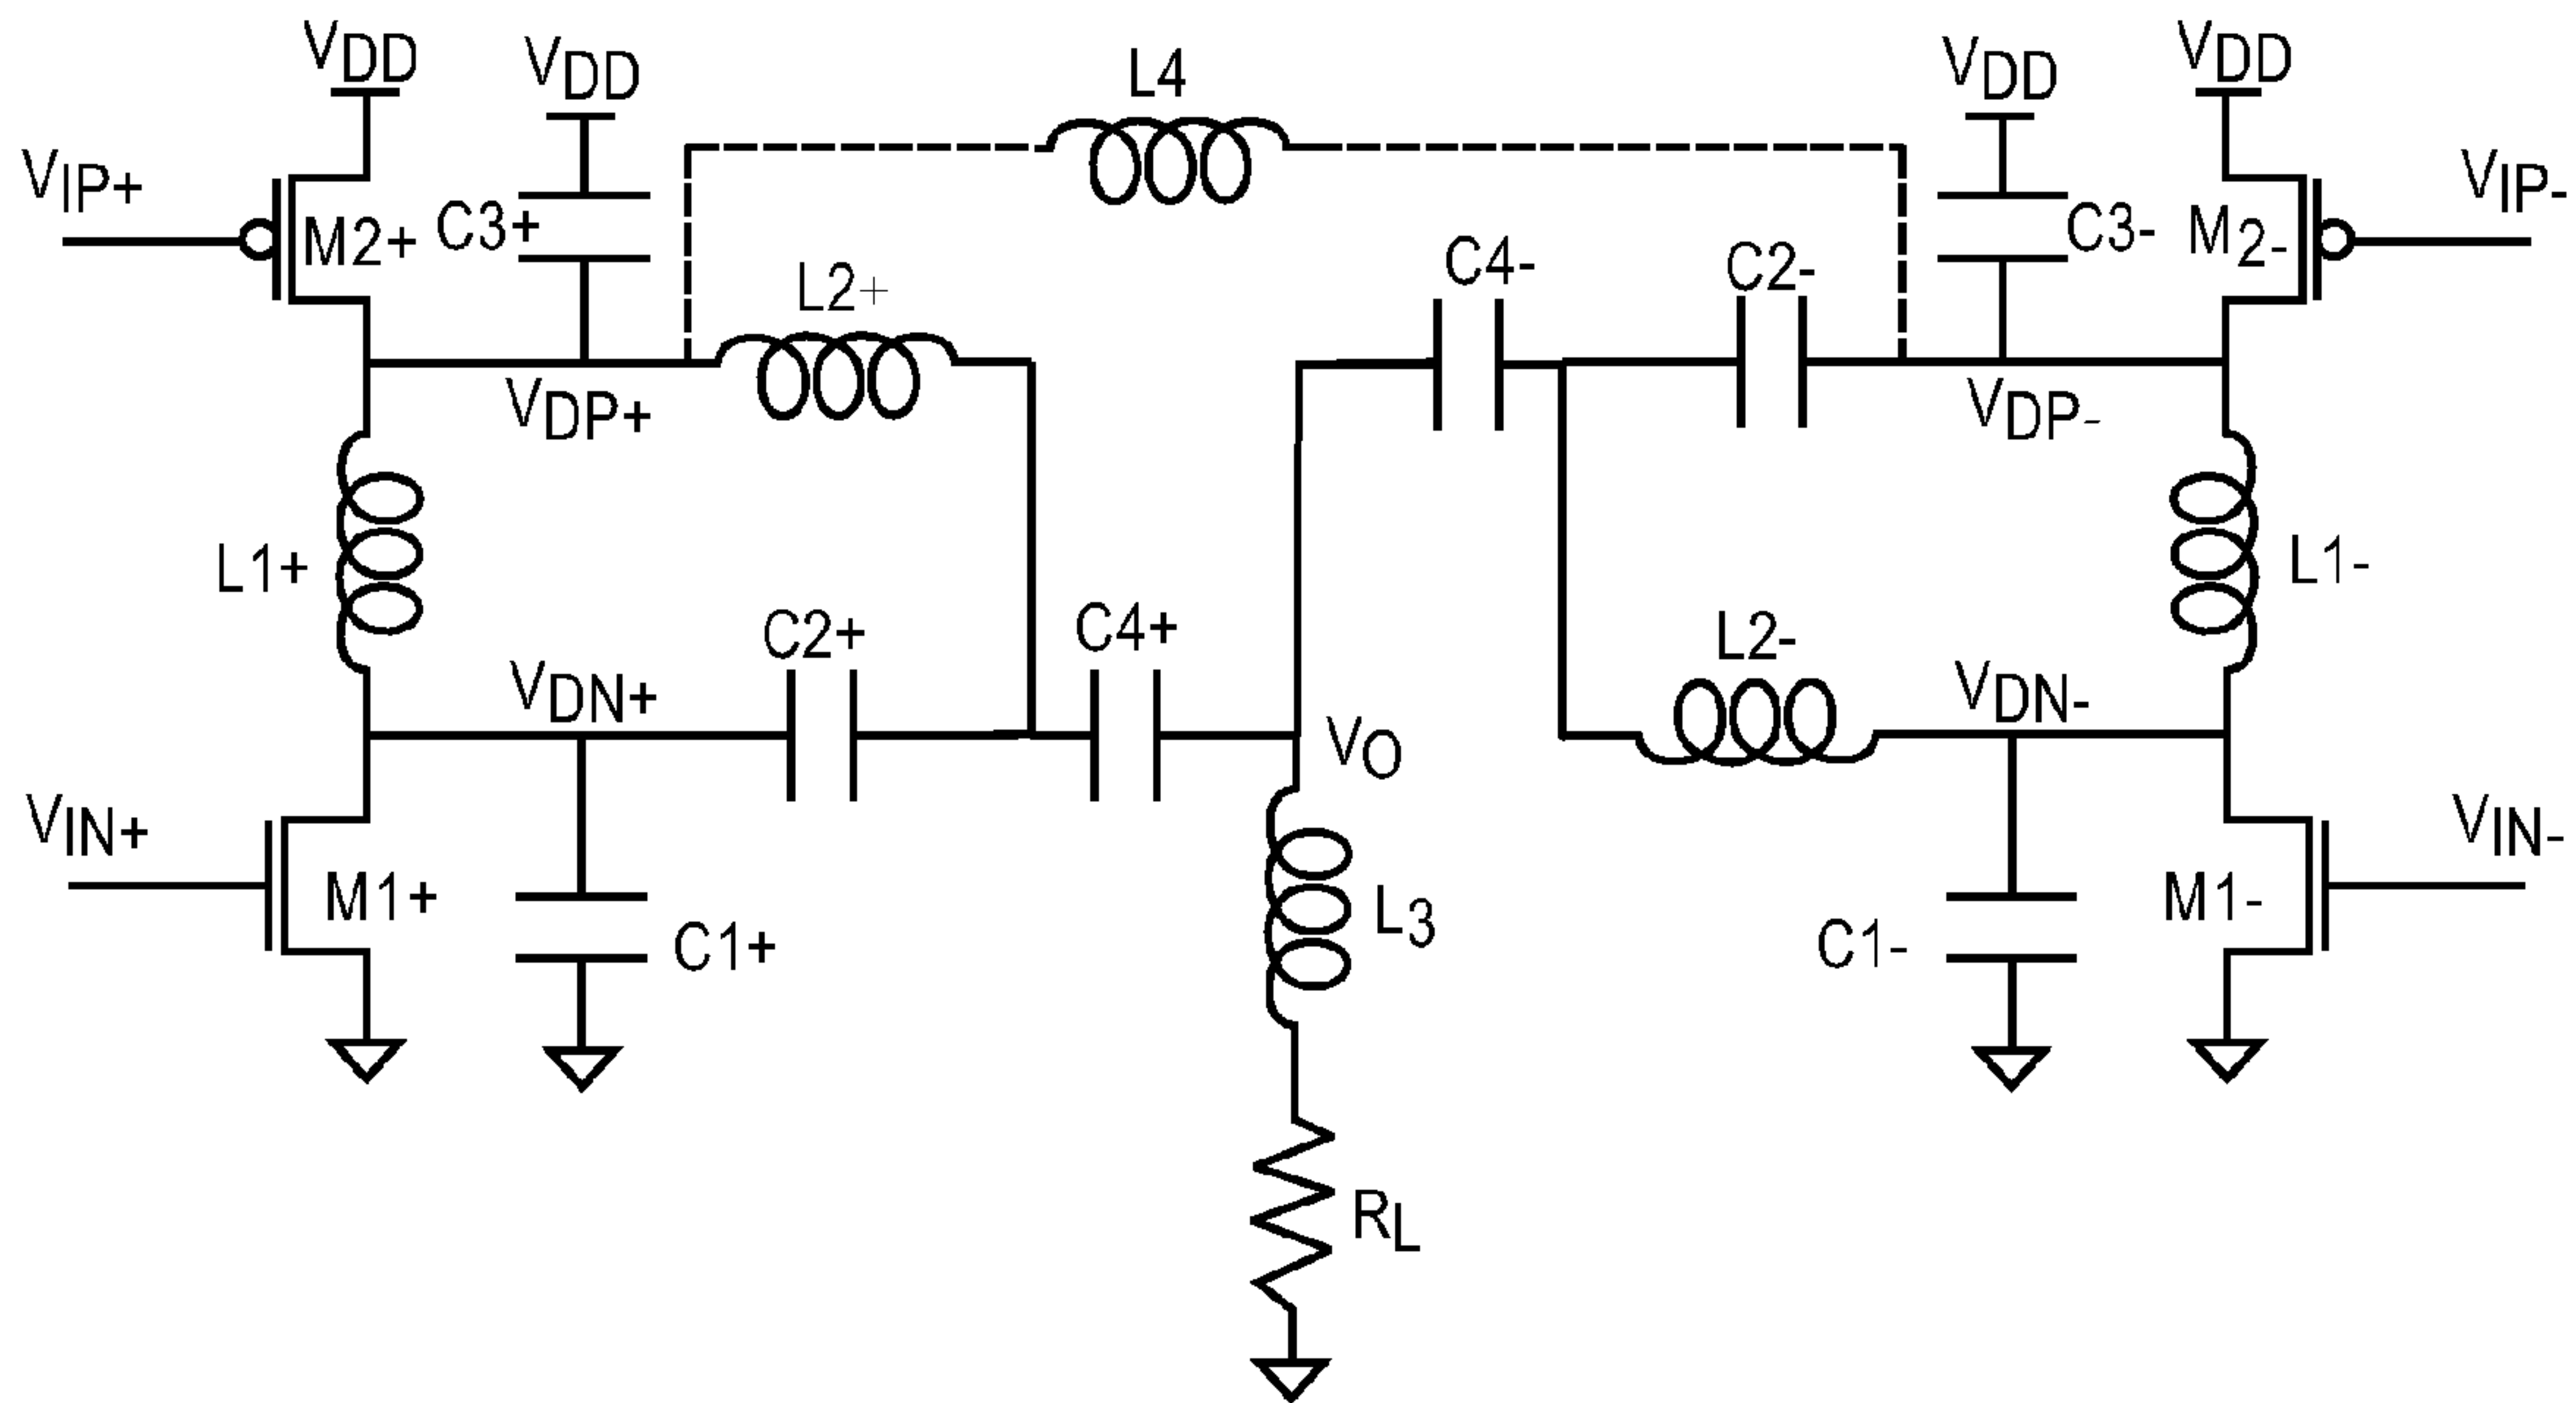 VDD
VDD
L4
VDD
VDD
VIP+
M2+
C3+
L2+
C4-
C2-
C3-
M2-
VIP-
VDP+
VDP-
L1+
L1-
C2+
C4+
L2-
VDN+
VO
VDN-
VIN+
M1+
C1+
L3
C1-
M1-
VIN-
RL